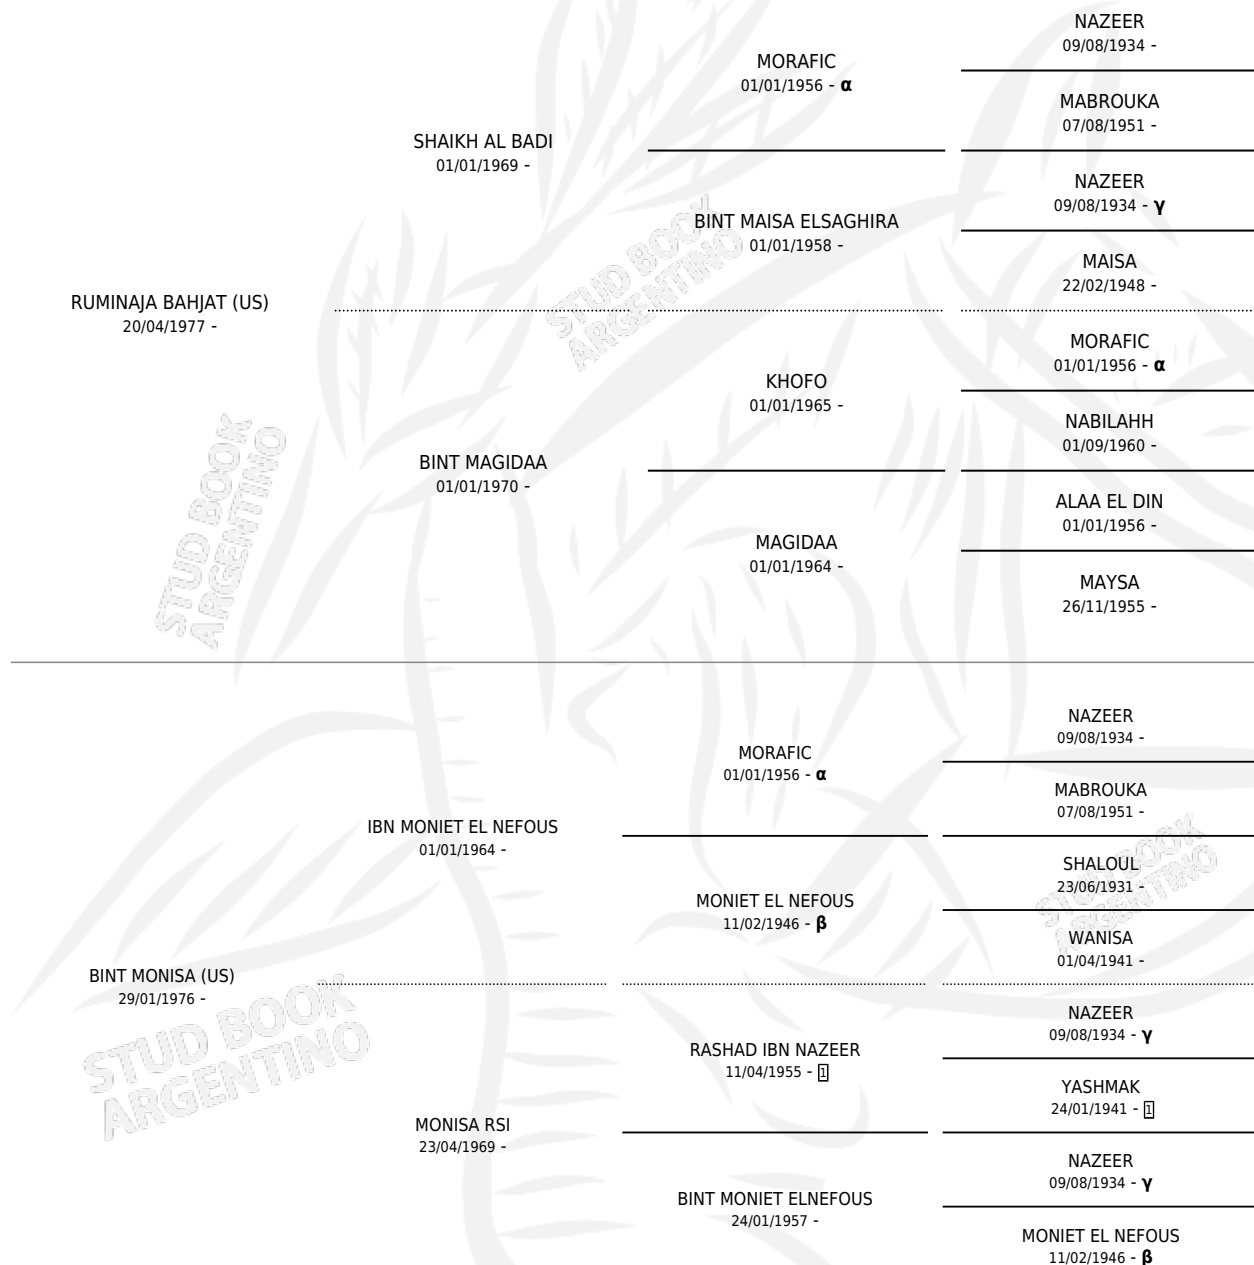 NAZEER
09/08/1934 -
MORAFIC
01/01/1956 - α
MABROUKA
07/08/1951 -
SHAIKH AL BADI
01/01/1969 -
NAZEER
09/08/1934 - γ
BINT MAISA ELSAGHIRA
01/01/1958 -
MAISA
22/02/1948 -
STUD BOOK
ARGENTINO
RUMINAJA BAHJAT (US)
20/04/1977 -
MORAFIC
01/01/1956 - α
KHOFO
01/01/1965 -
NABILAHH
01/09/1960 -
BINT MAGIDAA
01/01/1970 -
ALAA EL DIN
01/01/1956 -
MAGIDAA
01/01/1964 -
MAYSA
26/11/1955 -
STUD BOOK
ARGENTINO
NAZEER
09/08/1934 -
MORAFIC
01/01/1956 - α
MABROUKA
07/08/1951 -
IBN MONIET EL NEFOUS
01/01/1964 -
SHALOUL
23/06/1931 -
MONIET EL NEFOUS
11/02/1946 - β
WANISA
01/04/1941 -
STUD BOOK
ARGENTINO
BINT MONISA (US)
29/01/1976 -
NAZEER
09/08/1934 - γ
RASHAD IBN NAZEER
11/04/1955 - 1
YASHMAK
24/01/1941 - 1
MONISA RSI
23/04/1969 -
NAZEER
09/08/1934 - γ
BINT MONIET ELNEFOUS
24/01/1957 -
MONIET EL NEFOUS
11/02/1946 - β
STUD BOOK
ARGENTINO